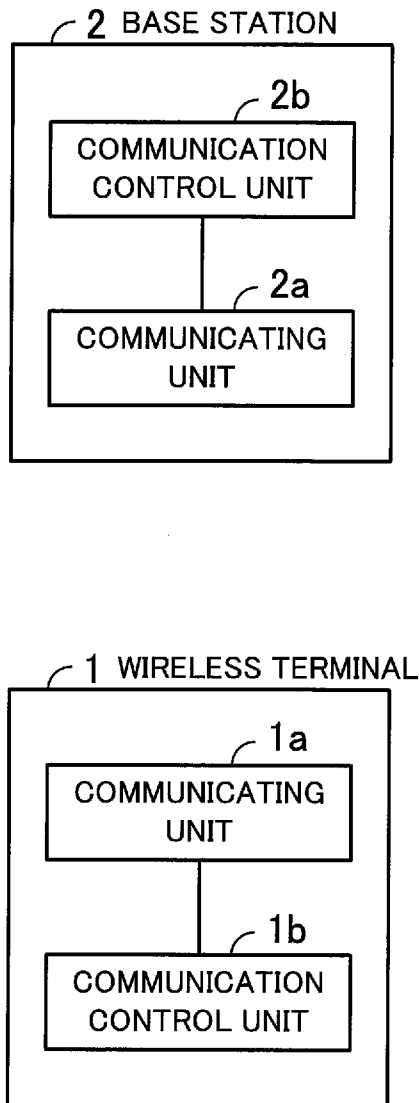 2 BASE STATION
2b
COMMUNICATION
CONTROL UNIT
2a
COMMUNICATING
UNIT
1 WIRELESS TERMINAL
1a
COMMUNICATING
UNIT
1b
COMMUNICATION
CONTROL UNIT